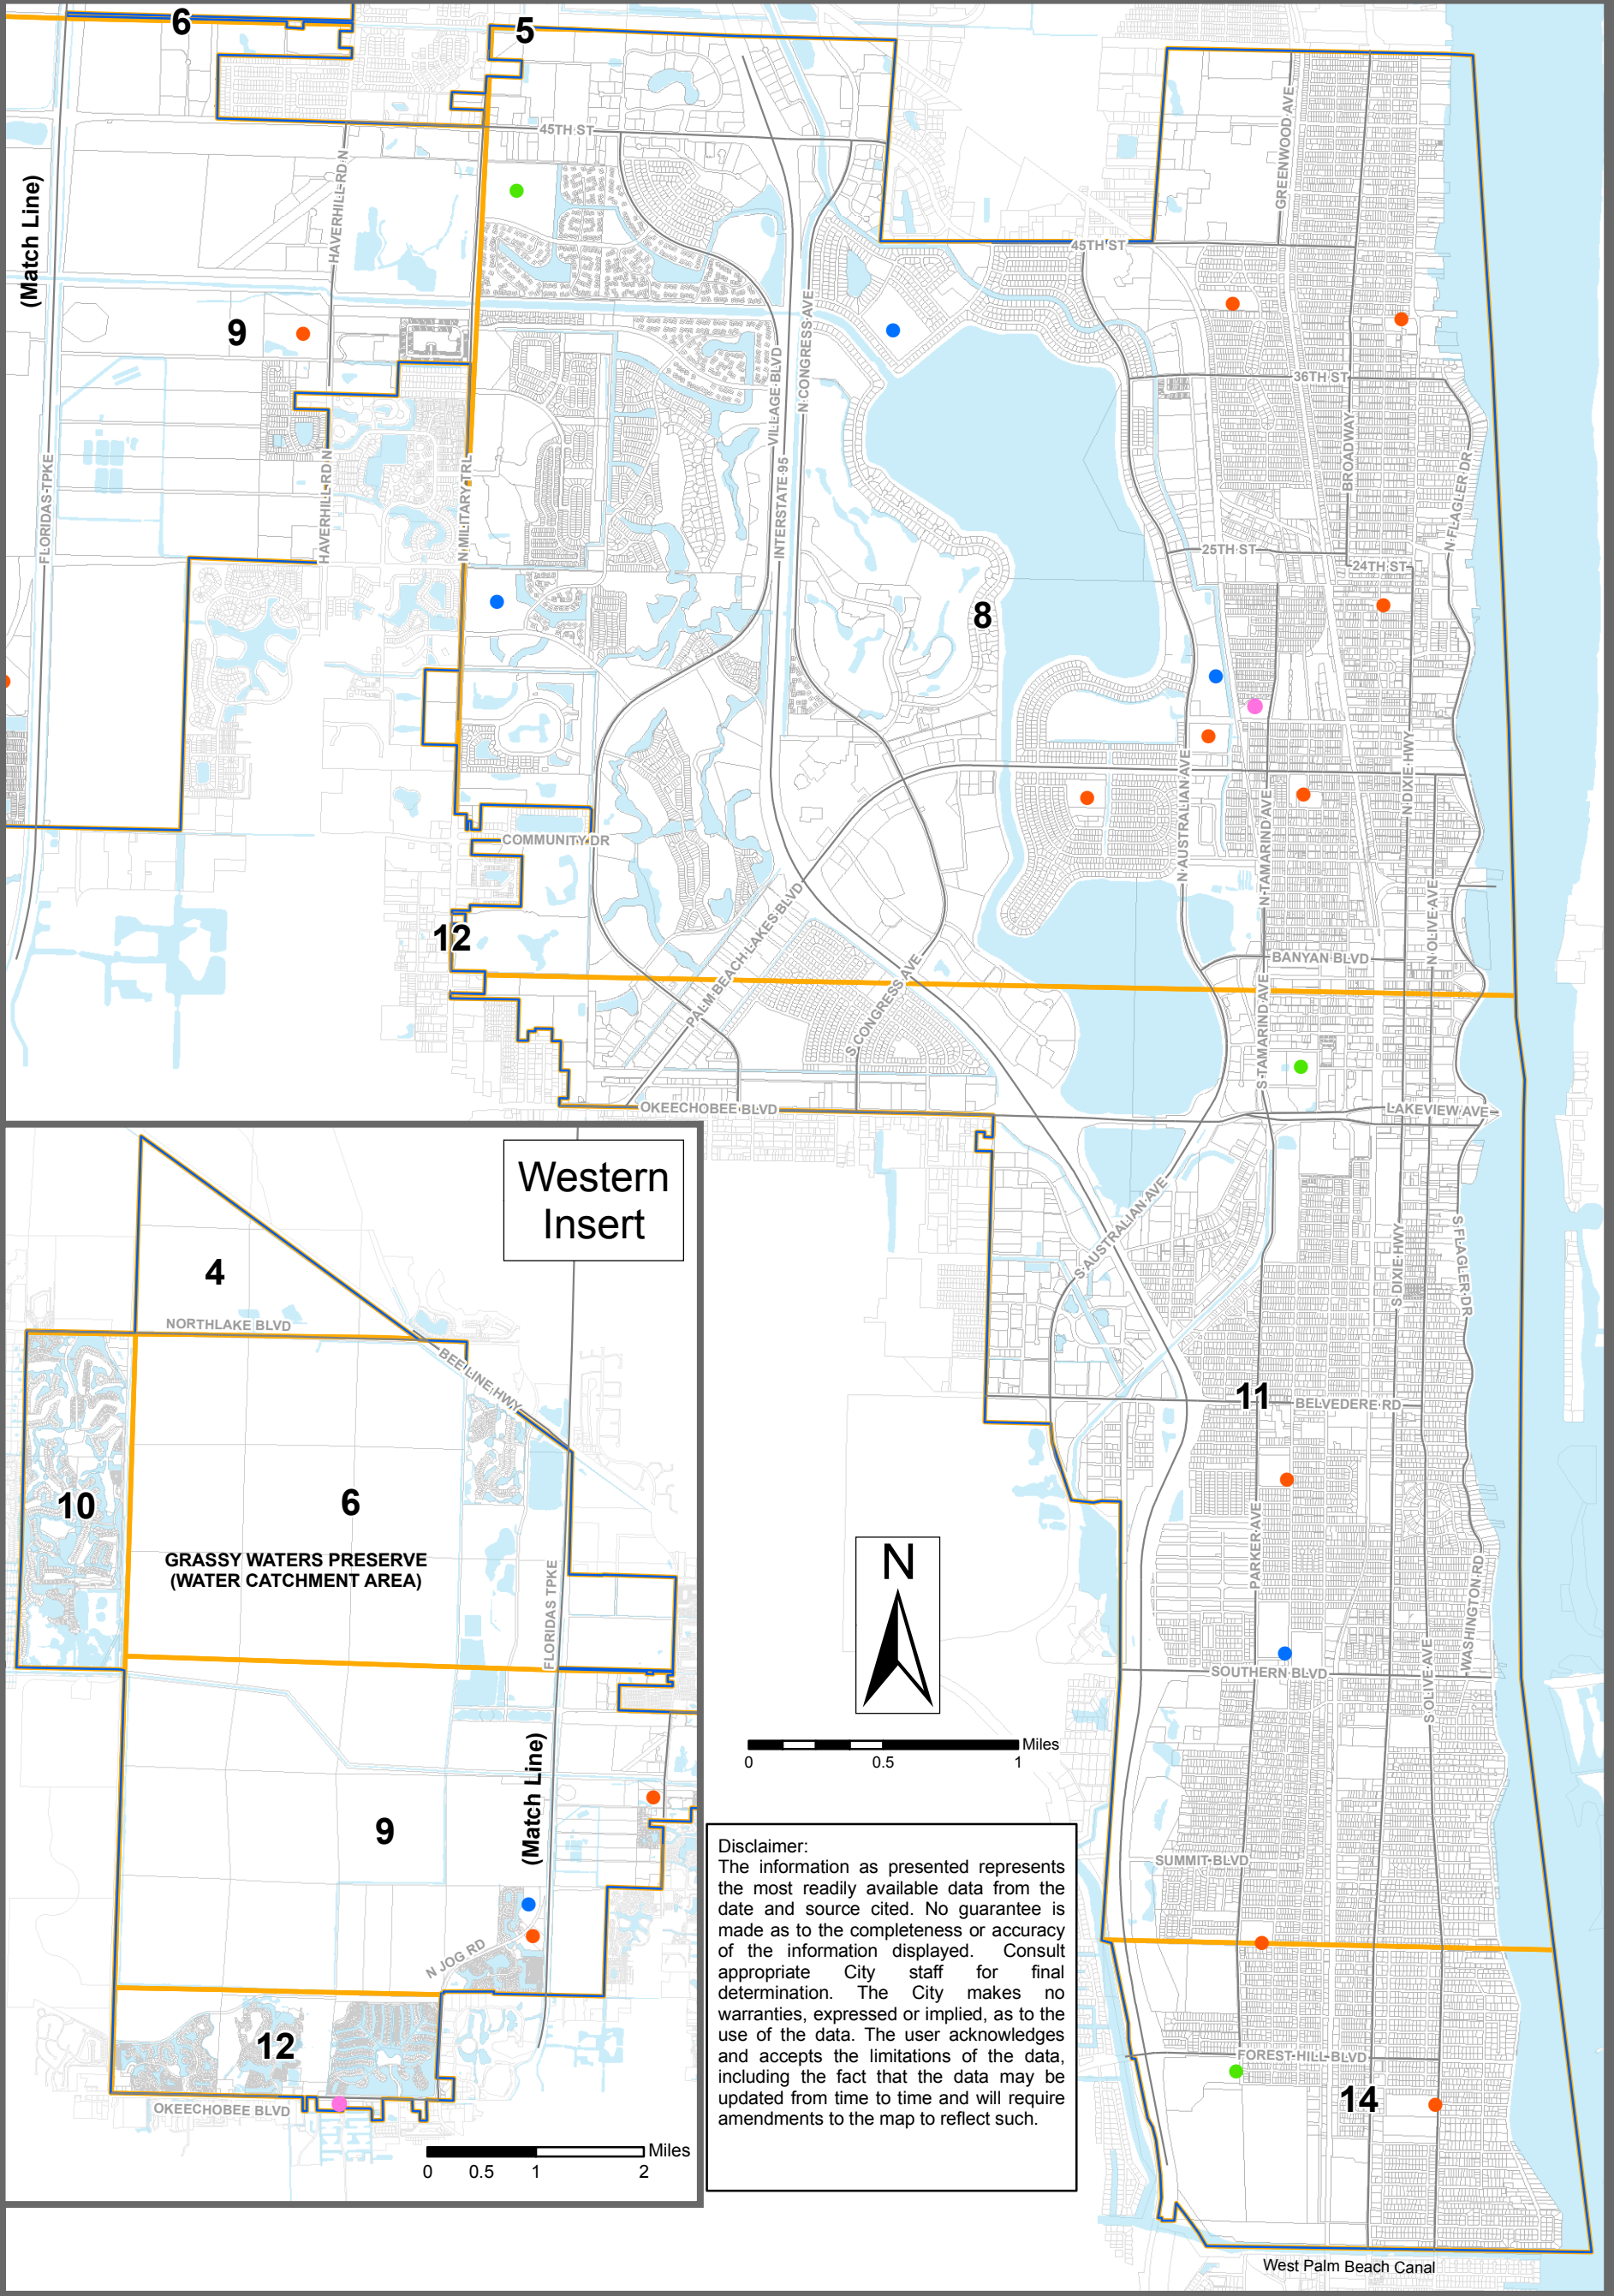 6
5
45TH ST
GREENWOOD AVE
HAVERHILL RD N
(Match Line)
45TH ST
9
VILLAGE BLVD
N CONGRESS AVE
36TH ST
BROADWAY
N FLAGLER DR
FLORIDAS TPKE
HAVERHILL RD N
N MILITARY TRL
INTERSTATE 95
25TH ST
24TH ST
8
N AUSTRALIAN AVE
N TAMARIND AVE
N DIXIE HWY
COMMUNITY DR
PALM BEACH LAKES BLVD
N OLIVE AVE
12
S CONGRESS AVE
BANYAN BLVD
S TAMARIND AVE
OKEECHOBEE BLVD
LAKEVIEW AVE
Western
Insert
S AUSTRALIAN AVE
S DIXIE HWY
S FLAGLER DR
4
NORTHLAKE BLVD
BEE LINE HWY
11
BELVEDERE RD
10
6
GRASSY WATERS PRESERVE
(WATER CATCHMENT AREA)
FLORIDAS TPKE
N
PARKER AVE
WASHINGTON RD
SOUTHERN BLVD
S OLIVE AVE
Miles
0
0.5
1
(Match Line)
9
N JOG RD
12
OKEECHOBEE BLVD
Miles
0
0.5
1
2
Disclaimer:
The information as presented represents
the most readily available data from the
date and source cited. No guarantee is
made as to the completeness or accuracy
of the information displayed. Consult
appropriate City staff for final
determination. The City makes no
warranties, expressed or implied, as to the
use of the data. The user acknowledges
and accepts the limitations of the data,
including the fact that the data may be
updated from time to time and will require
amendments to the map to reflect such.
SUMMIT BLVD
FOREST HILL BLVD
14
West Palm Beach Canal